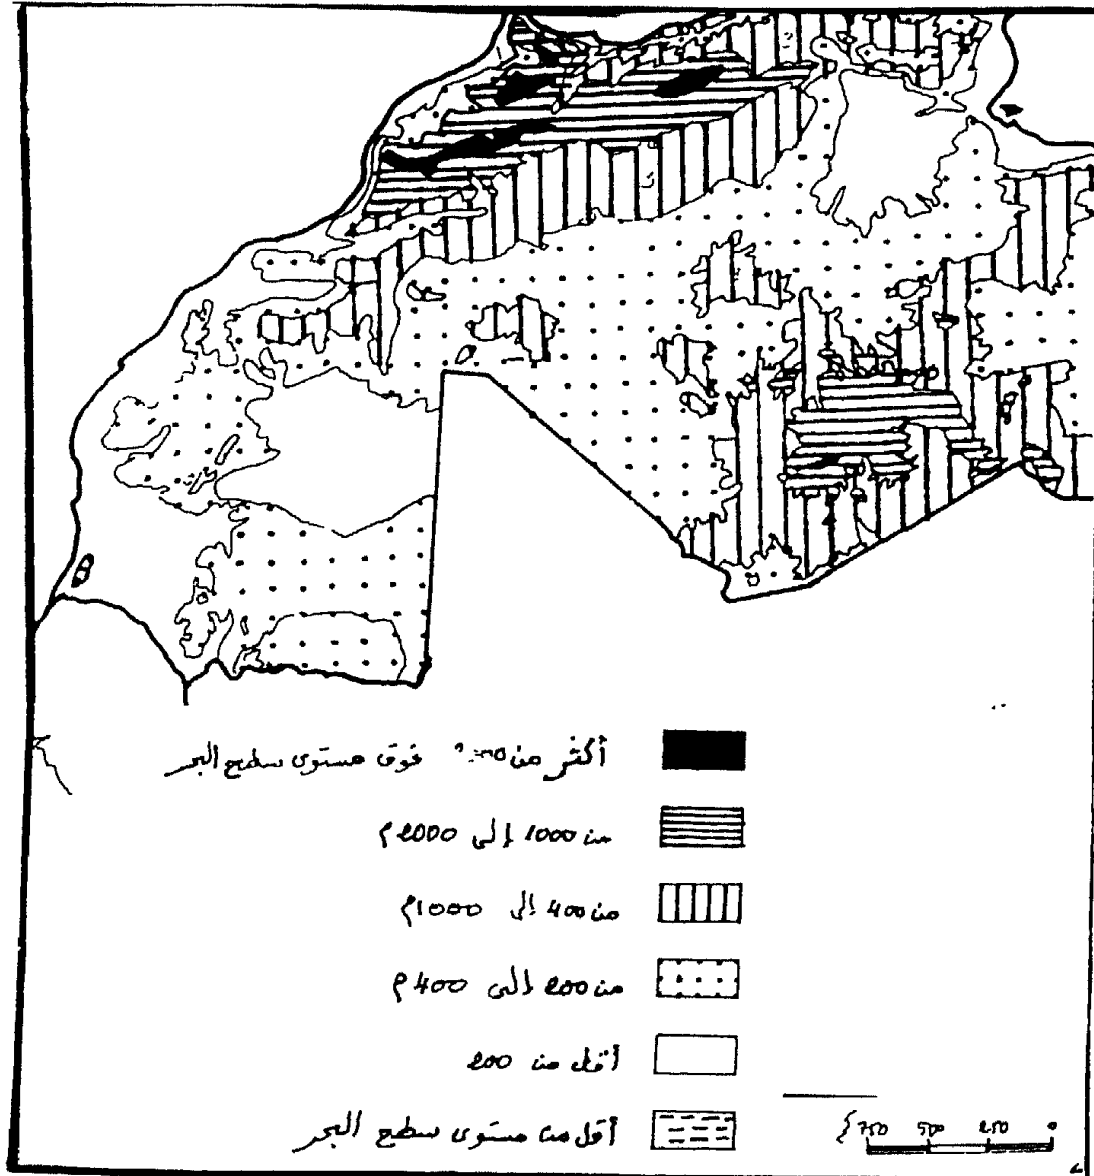 أكثر من فوق مستوى سطح البحر
من 1000 إلى 2000م
من 400 إلى 1000م
من 200 إلى 400م
أقل من 200
أقل من مستوى سطح البحر
750 500 250 0